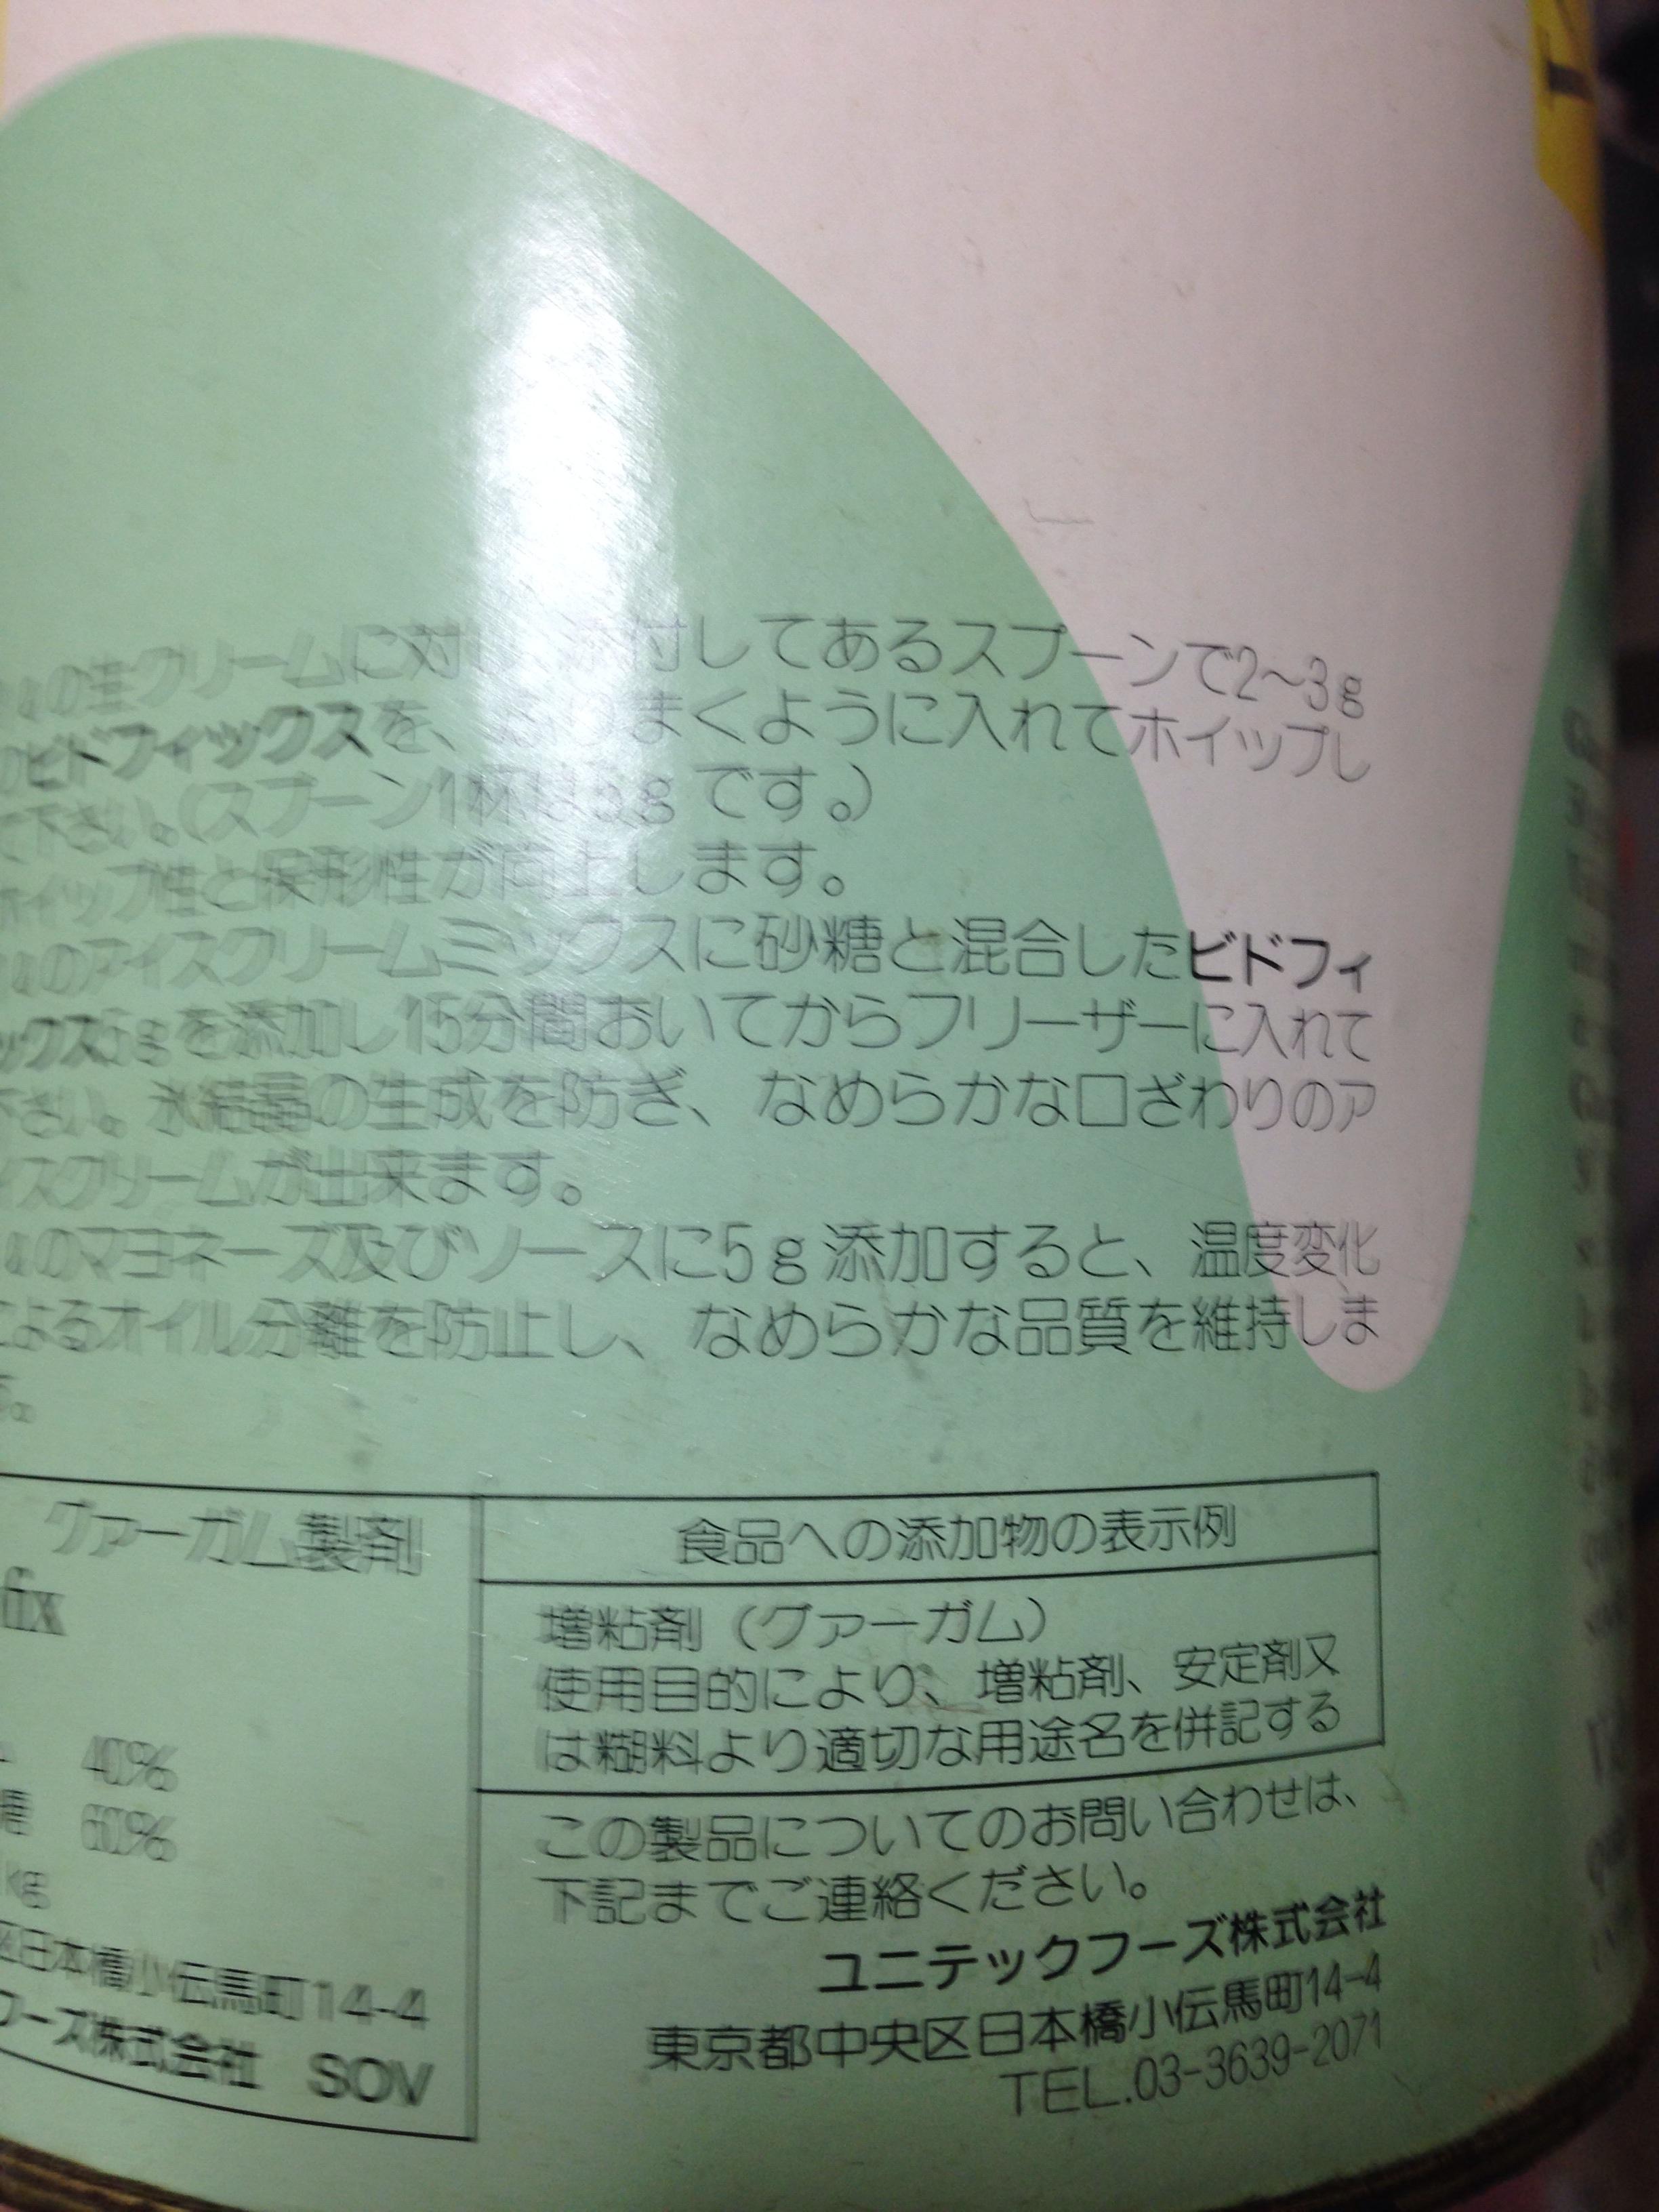 の生クリームに対し、添付してあるスプーンで2〜3g
のビドフィックスを、ふりまくように入れてホイップし
て下さい。(スプーン1杯は5gです。)
ホイップ性と保形性が向上します。
のアイスクリームミックスに砂糖と混合したビドフィ
ックス5gを添加し15分間おいてからフリーザーに入れて
下さい。氷結晶の生成を防ぎ、なめらかな口ざわりのア
イスクリームが出来ます。
のマヨネーズ及びソースに5g添加すると、温度変化
によるオイル分離を防止し、なめらかな品質を維持しま
す。
グァーガム製剤
fix
40%
糖 60%
kg
区日本橋小伝馬町14-4
フーズ株式会社 SOV
食品への添加物の表示例
増粘剤(グァーガム)
使用目的により、増粘剤、安定剤又
は糊料より適切な用途名を併記する
この製品についてのお問い合わせは、
下記までご連絡ください。
ユニテックフーズ株式会社
東京都中央区日本橋小伝馬町14-4
TEL.03-3639-2071